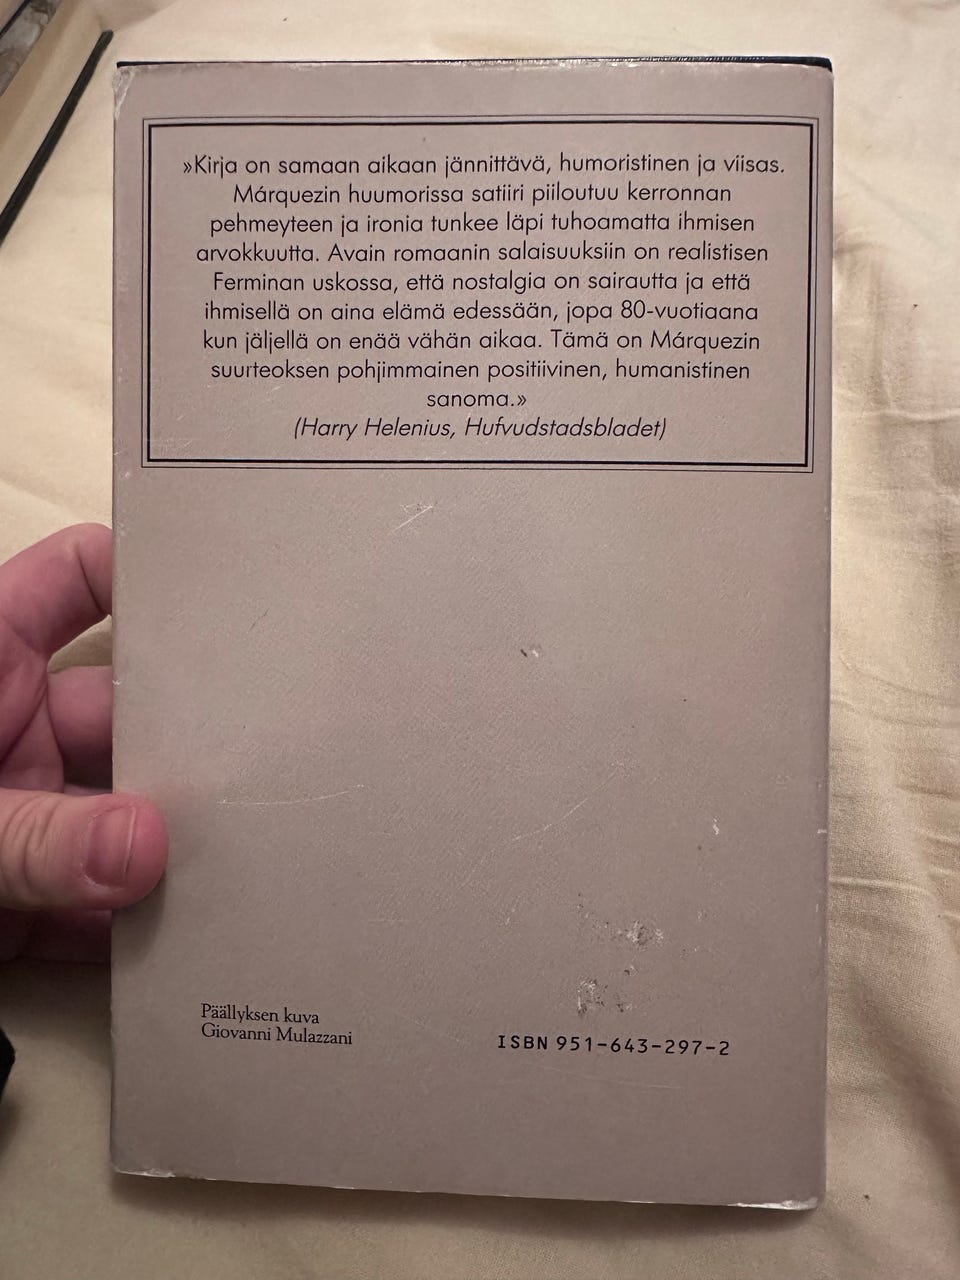 »Kirja on samaan aikaan jännittävä, humoristinen ja viisas.
Márquezin huumorissa satiiri piiloutuu kerronnan
pehmeyteen ja ironia tunkee läpi tuhoamatta ihmisen
arvokkuutta. Avain romaanin salaisuuksiin on realistisen
Ferminan uskossa, että nostalgia on sairautta ja että
ihmisellä on aina elämä edessään, jopa 80-vuotiaana
kun jäljellä on enää vähän aikaa. Tämä on Márquezin
suurteoksen pohjimmainen positiivinen, humanistinen
sanoma.»
(Harry Helenius, Hufvudstadsbladet)
Päällyksen kuva
Giovanni Mulazzani
ISBN 951-643-297-2